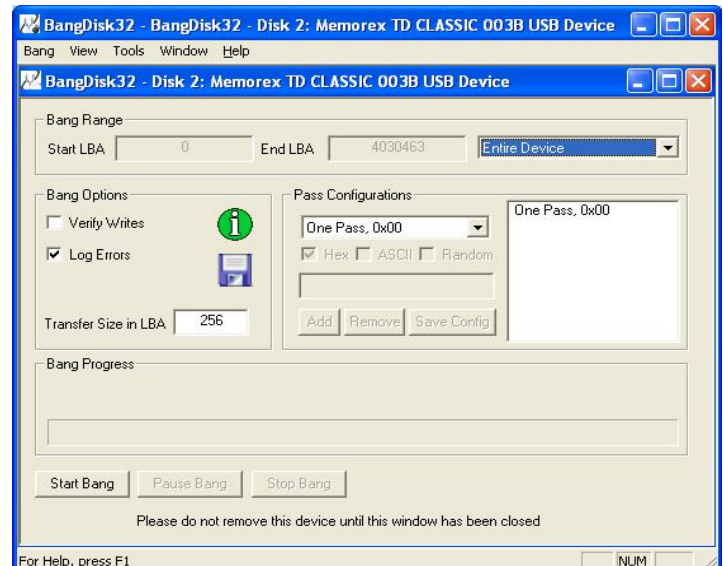 BangDisk32 - BangDisk32 - Disk 2: Memorex TD CLASSIC 003B USB Device
Bang View Tools Window Help
BangDisk32 - Disk 2: Memorex TD CLASSIC 003B USB Device
Bang Range
Start LBA 0 End LBA 4030463 Entire Device
Bang Options
Verify Writes
Log Errors
Transfer Size in LBA 256
Pass Configurations
One Pass, 0x00
Hex ASCII Random
Add Remove Save Config
One Pass, 0x00
Bang Progress
Start Bang Pause Bang Stop Bang
Please do not remove this device until this window has been closed
For Help, press F1 NUM